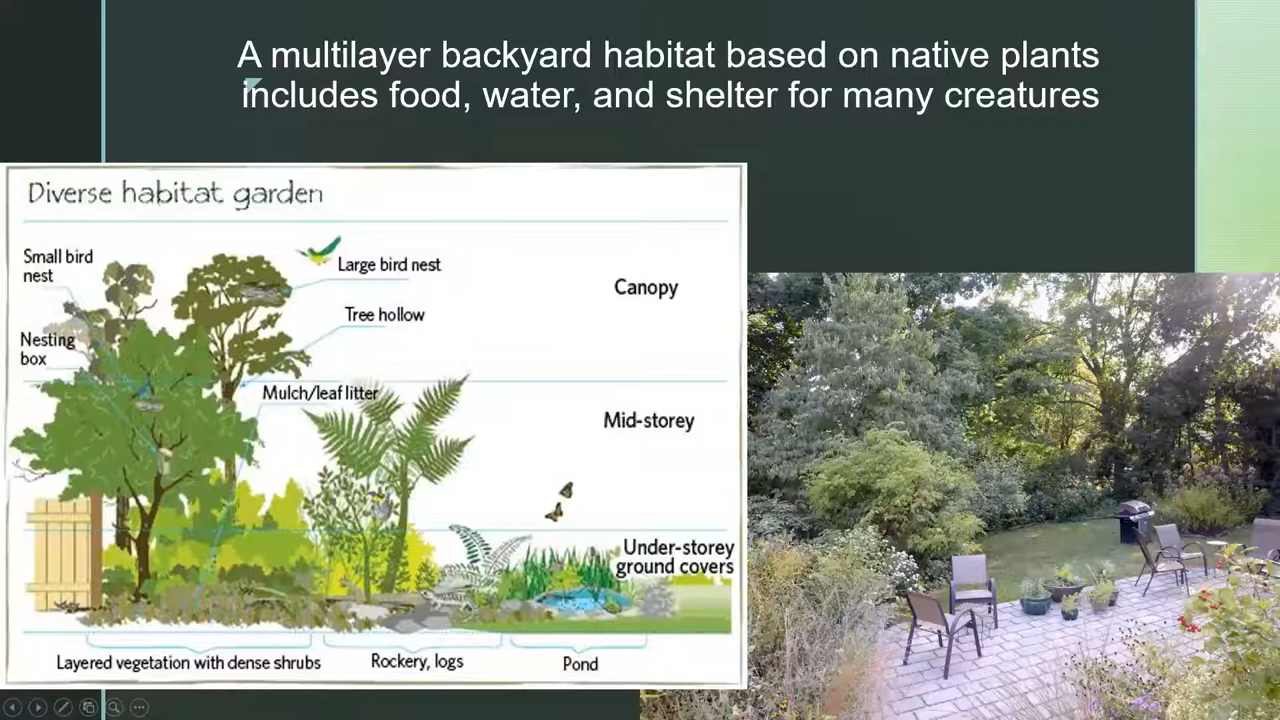 A multilayer backyard habitat based on native plants
includes food, water, and shelter for many creatures
Diverse habitat garden
Small bird
nest
Large bird nest
Canopy
Tree hollow
Nesting
box
Mulch/leaf litter
Mid-storey
Under-storey
ground covers
Layered vegetation with dense shrubs
Rockery, logs
Pond